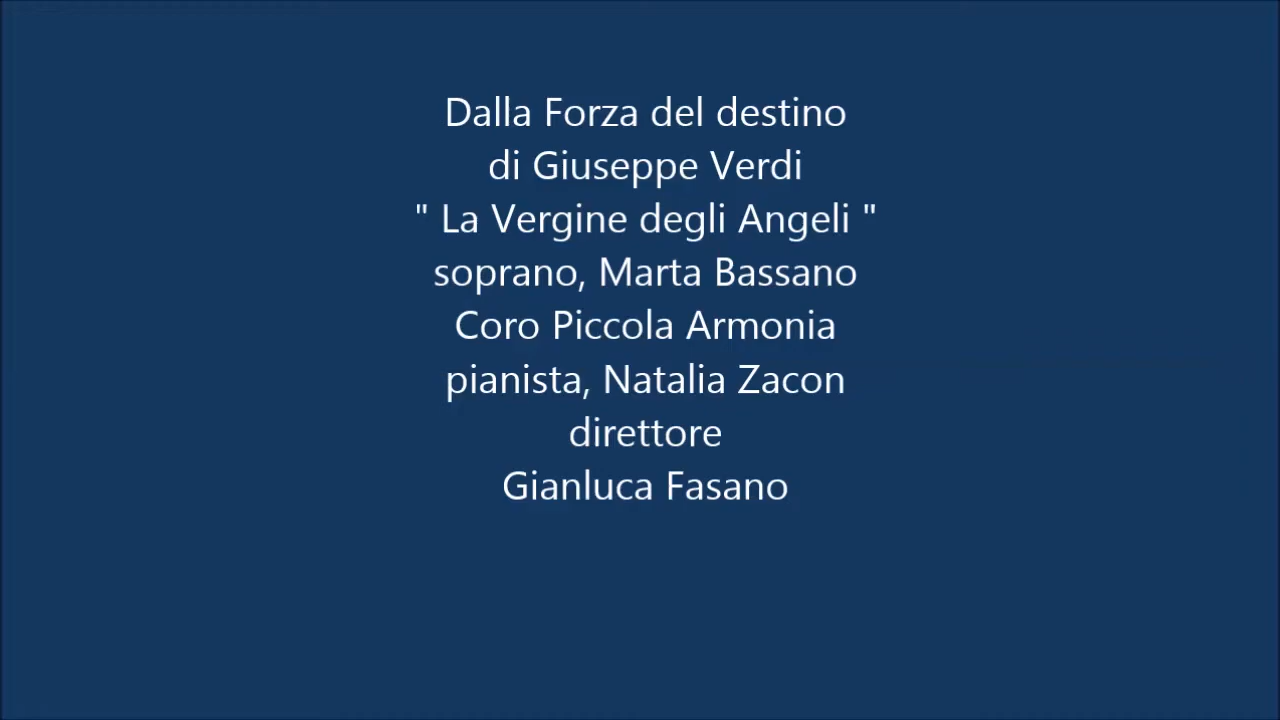 Dalla Forza del destino
di Giuseppe Verdi
" La Vergine degli Angeli "
soprano, Marta Bassano
Coro Piccola Armonia
pianista, Natalia Zacon
direttore
Gianluca Fasano